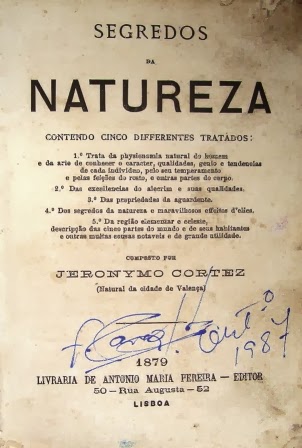 SEGREDOS
DA
NATUREZA
CONTENDO CINCO DIFFERENTES TRATADOS:
1.º Trata da physionomia natural do homem
e da arte de conhecer o caracter, qualidades, genio e tendencias
de cada individuo, pelo seu temperamento
e pelas feições do rosto, e outras partes do corpo.
2.º Das excellencias do alecrim e suas qualidades.
3.º Das propriedades da aguardente.
4.º Dos segredos da natureza e maravilhosos effeitos d'elles.
5.º Da região elementar e celeste,
descripção das cinco partes do mundo e de seus habitantes
e outras muitas cousas notaveis e de grande utilidade.
COMPOSTO POR
JERONYMO CORTEZ
(Natural da cidade de Valença)
1987
1879
LIVRARIA DE ANTONIO MARIA PEREIRA — EDITOR
50 — Rua Augusta — 52
LISBOA